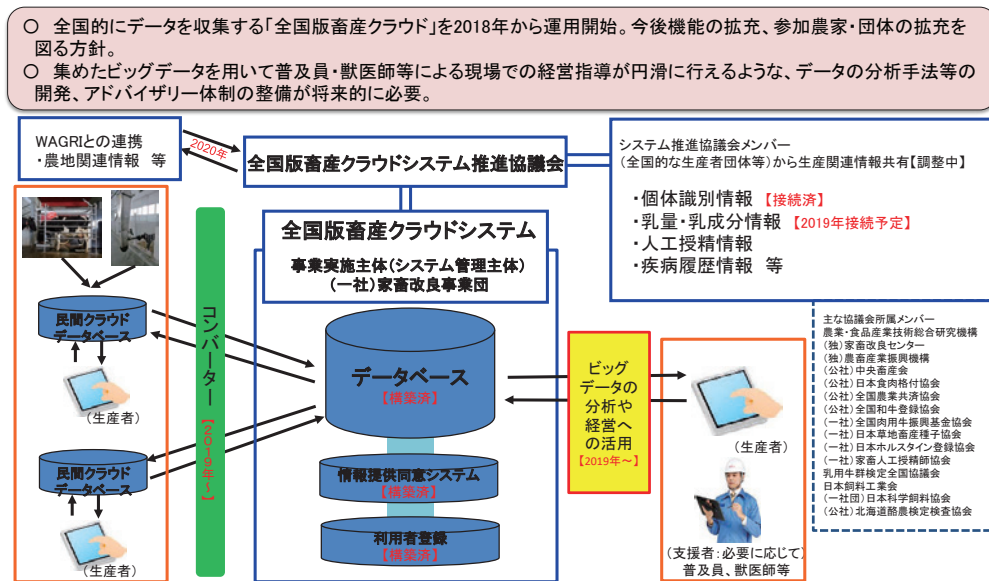 ○ 全国的にデータを収集する「全国版畜産クラウド」を2018年から運用開始。今後機能の拡充、参加農家・団体の拡充を
図る方針。
○ 集めたビッグデータを用いて普及員・獣医師等による現場での経営指導が円滑に行えるような、データの分析手法等の
開発、アドバイザリー体制の整備が将来的に必要。
WAGRIとの連携
・農地関連情報 等
2020年
全国版畜産クラウドシステム推進協議会
システム推進協議会メンバー
(全国的な生産者団体等)から生産関連情報共有【調整中】
・個体識別情報 【接続済】
・乳量・乳成分情報 【2019年接続予定】
・人工授精情報
・疾病履歴情報 等
全国版畜産クラウドシステム
事業実施主体(システム管理主体)
(一社)家畜改良事業団
民間クラウド
データベース
(生産者)
民間クラウド
データベース
(生産者)
コンバーター
【2019年~】
データベース
【構築済】
情報提供同意システム
【構築済】
利用者登録
【構築済】
ビッグ
データの
分析や
経営へ
の活用
【2019年~】
(生産者)
(支援者:必要に応じて)
普及員、獣医師等
主な協議会所属メンバー
農業・食品産業技術総合研究機構
(独)家畜改良センター
(独)農畜産業振興機構
(公社)中央畜産会
(公社)日本食肉格付協会
(公社)全国農業共済協会
(公社)全国和牛登録協会
(一社)全国肉用牛振興基金協会
(一社)日本草地畜産種子協会
(一社)日本ホルスタイン登録協会
(一社)家畜人工授精師協会
乳用牛群検定全国協議会
日本飼料工業会
(一社団)日本科学飼料協会
(公社)北海道酪農検定検査協会